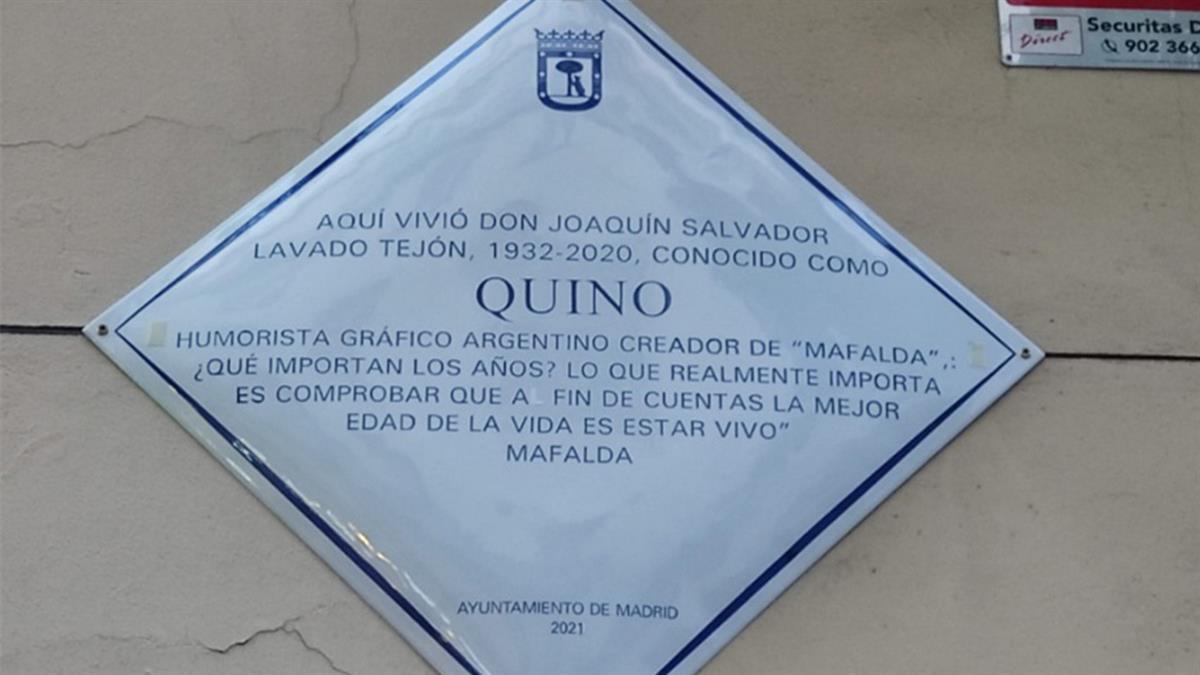 AQUÍ VIVIÓ DON JOAQUÍN SALVADOR
LAVADO TEJÓN, 1932-2020, CONOCIDO COMO
QUINO
HUMORISTA GRÁFICO ARGENTINO CREADOR DE "MAFALDA",:
¿QUÉ IMPORTAN LOS AÑOS? LO QUE REALMENTE IMPORTA
ES COMPROBAR QUE AL FIN DE CUENTAS LA MEJOR
EDAD DE LA VIDA ES ESTAR VIVO"
MAFALDA
AYUNTAMIENTO DE MADRID
2021
Direct
Securitas D
902 366